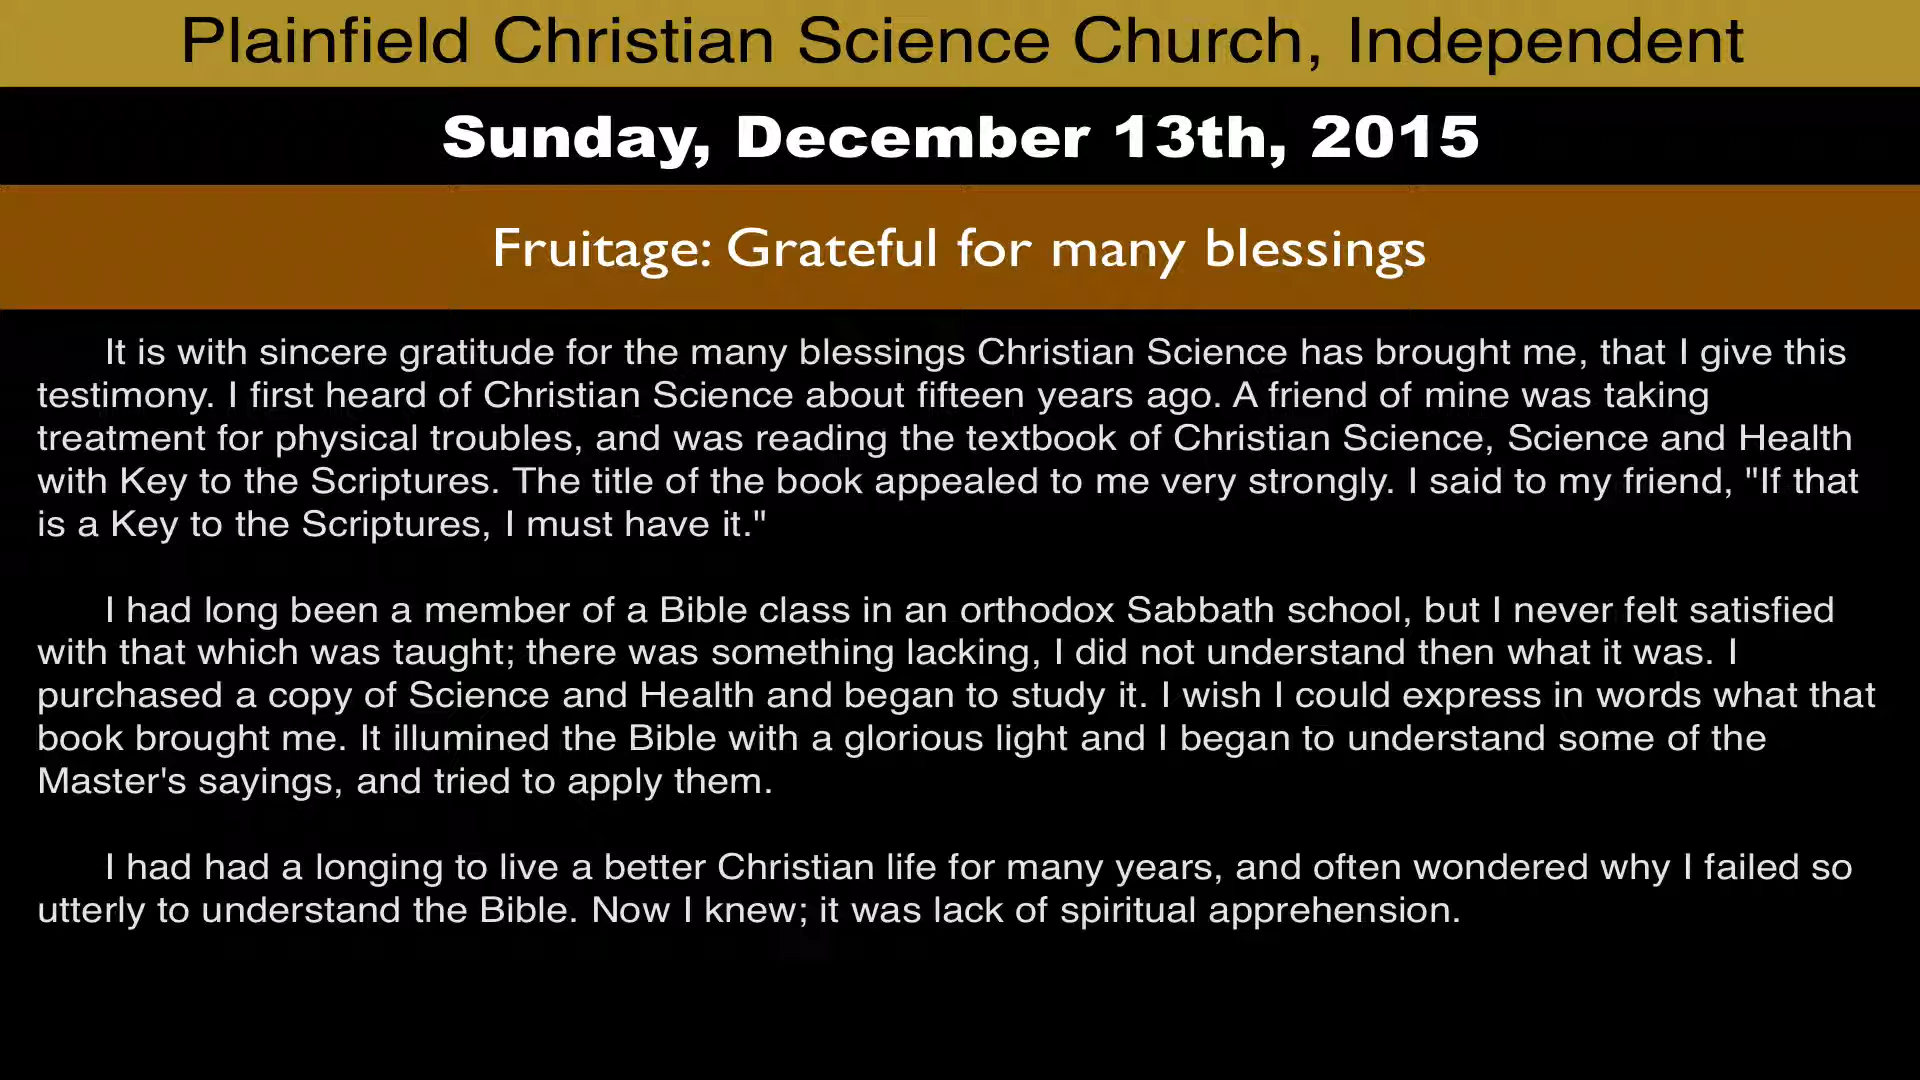 Plainfield Christian Science Church, Independent
Sunday, December 13th, 2015
Fruitage: Grateful for many blessings
It is with sincere gratitude for the many blessings Christian Science has brought me, that I give this
testimony. I first heard of Christian Science about fifteen years ago. A friend of mine was taking
treatment for physical troubles, and was reading the textbook of Christian Science, Science and Health
with Key to the Scriptures. The title of the book appealed to me very strongly. I said to my friend, "If that
is a Key to the Scriptures, I must have it."
I had long been a member of a Bible class in an orthodox Sabbath school, but I never felt satisfied
with that which was taught; there was something lacking, I did not understand then what it was. I
purchased a copy of Science and Health and began to study it. I wish I could express in words what that
book brought me. It illumined the Bible with a glorious light and I began to understand some of the
Master's sayings, and tried to apply them.
I had had a longing to live a better Christian life for many years, and often wondered why I failed so
utterly to understand the Bible. Now I knew; it was lack of spiritual apprehension.